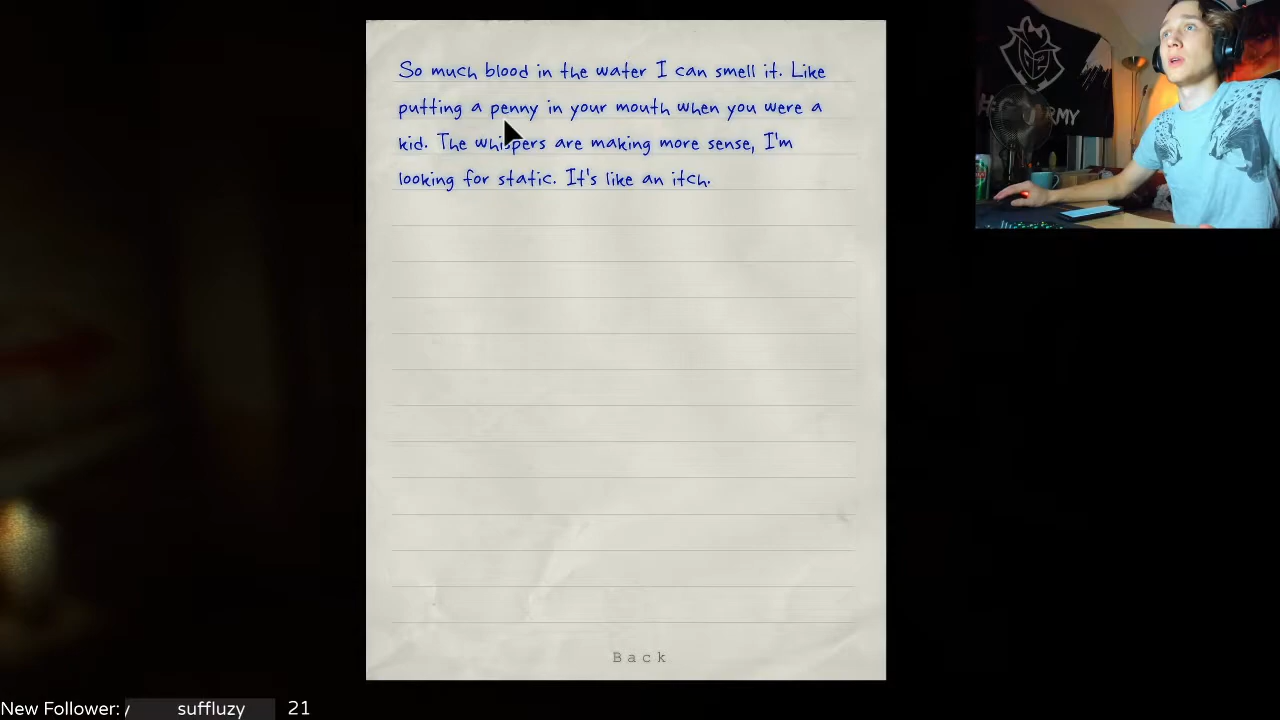 So much blood in the water I can smell it. Like
putting a penny in your mouth when you were a
kid. The whispers are making more sense, I'm
looking for static. It's like an itch.
Back
New Follower: suffluzy 21
ARMY